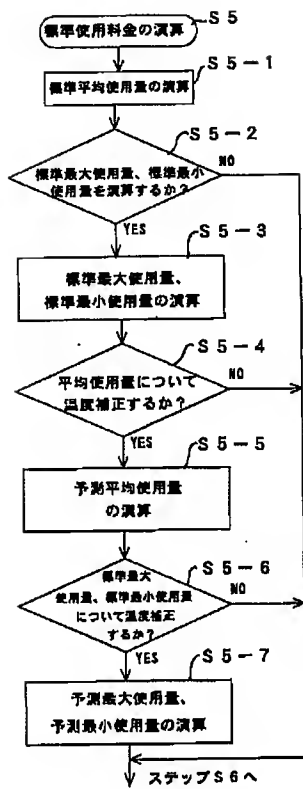 標準使用料金の演算
S5
標準平均使用量の演算
S5-1
S5-2
標準最大使用量、標準最小
使用量を演算するか?
NO
YES
S5-3
標準最大使用量、
標準最小使用量の演算
S5-4
平均使用量について
温度補正するか?
NO
YES
S5-5
予測平均使用量
の演算
S5-6
標準最大
使用量、標準最小使用量
について温度補正
するか?
NO
YES
S5-7
予測最大使用量、
予測最小使用量の演算
ステップS6へ